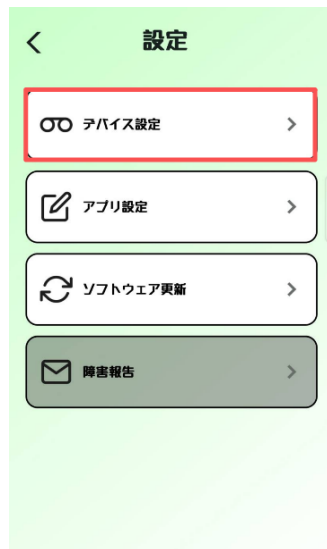 設定
デバイス設定
アプリ設定
ソフトウェア更新
障害報告